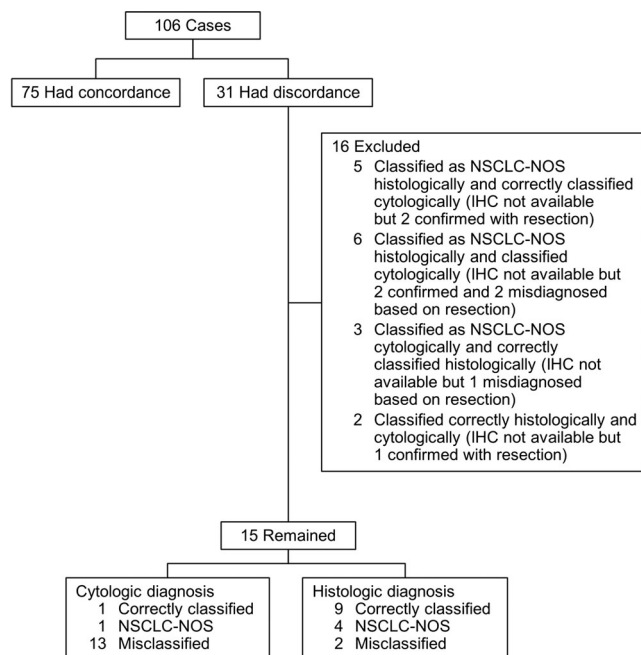 106 Cases
75 Had concordance
31 Had discordance
16 Excluded
5 Classified as NSCLC-NOS
histologically and correctly classified
cytologically (IHC not available
but 2 confirmed with resection)
6 Classified as NSCLC-NOS
histologically and classified
cytologically (IHC not available but
2 confirmed and 2 misdiagnosed
based on resection)
3 Classified as NSCLC-NOS
cytologically and correctly
classified histologically (IHC not
available but 1 misdiagnosed
based on resection)
2 Classified correctly histologically and
cytologically (IHC not available but
1 confirmed with resection)
15 Remained
Cytologic diagnosis
1 Correctly classified
1 NSCLC-NOS
13 Misclassified
Histologic diagnosis
9 Correctly classified
4 NSCLC-NOS
2 Misclassified